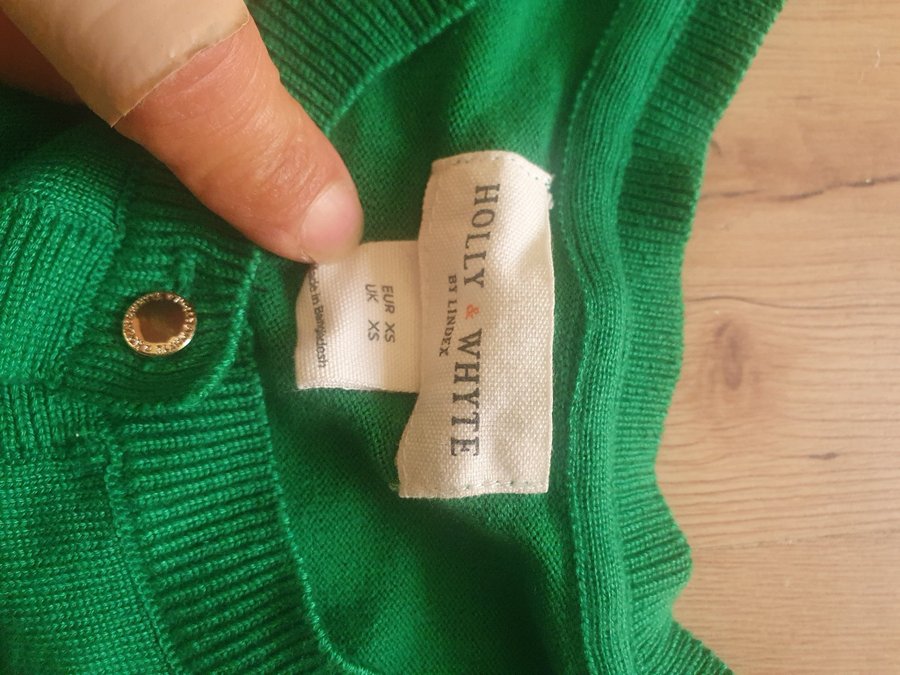 HOLLY & WHYTE
BY LINDEX
EUR XS
UK XS
Made in Bangladesh